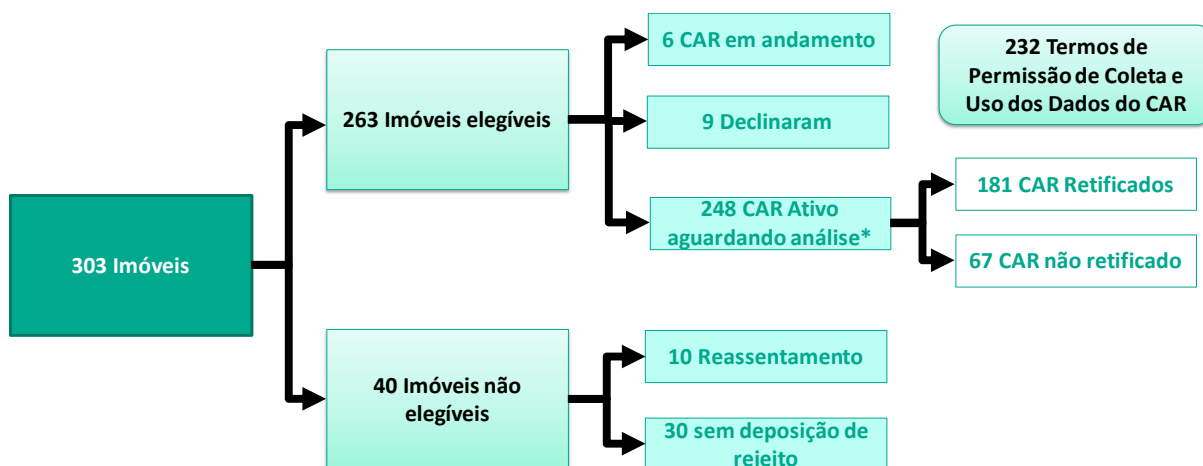 303 Imóveis
263 Imóveis elegíveis
6 CAR em andamento
9 Declinaram
248 CAR Ativo
aguardando análise*
181 CAR Retificados
67 CAR não retificado
232 Termos de
Permissão de Coleta e
Uso dos Dados do CAR
40 Imóveis não
elegíveis
10 Reassentamento
30 sem deposição de
rejeito